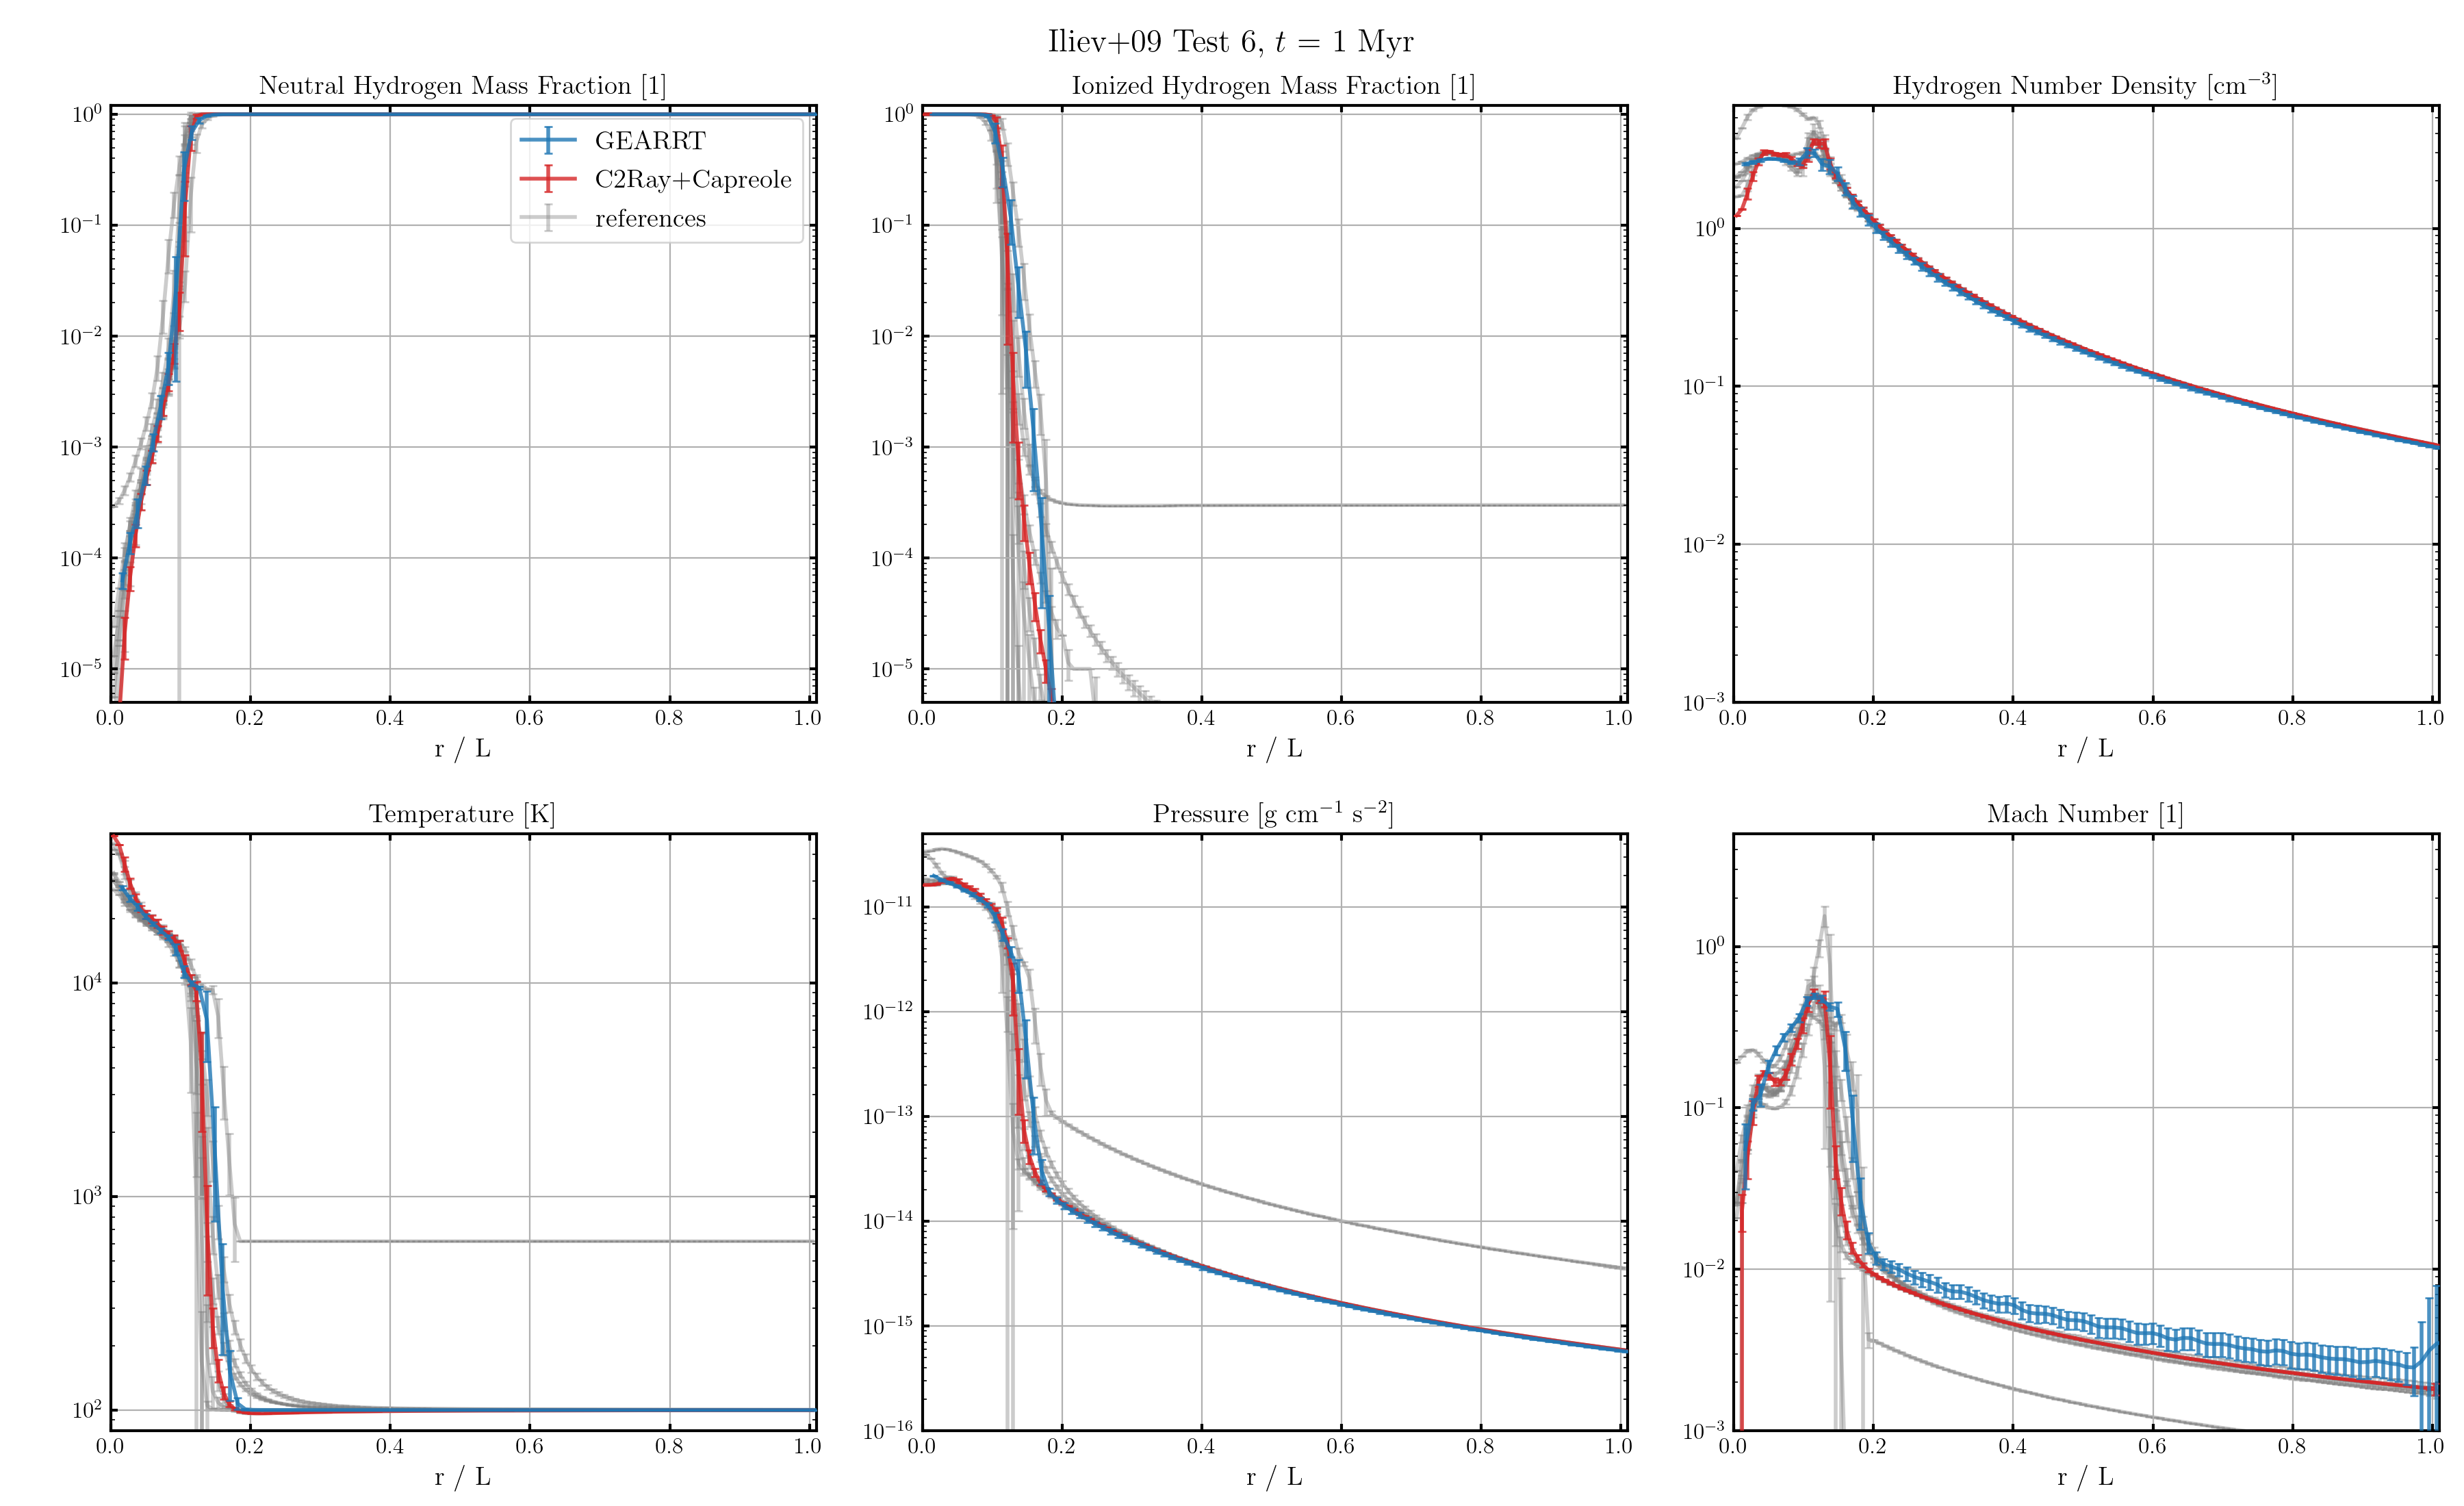 Iliev+09 Test 6, t = 1 Myr
Neutral Hydrogen Mass Fraction [1]
10⁰
10⁻¹
10⁻²
10⁻³
10⁻⁴
10⁻⁵
GEARRT
C2Ray+Capreole
references
0.0 0.2 0.4 0.6 0.8 1.0
r / L
Ionized Hydrogen Mass Fraction [1]
10⁰
10⁻¹
10⁻²
10⁻³
10⁻⁴
10⁻⁵
0.0 0.2 0.4 0.6 0.8 1.0
r / L
Hydrogen Number Density [cm⁻³]
10⁰
10⁻¹
10⁻²
10⁻³
0.0 0.2 0.4 0.6 0.8 1.0
r / L
Temperature [K]
10⁴
10³
10²
0.0 0.2 0.4 0.6 0.8 1.0
r / L
Pressure [g cm⁻¹ s⁻²]
10⁻¹¹
10⁻¹²
10⁻¹³
10⁻¹⁴
10⁻¹⁵
10⁻¹⁶
0.0 0.2 0.4 0.6 0.8 1.0
r / L
Mach Number [1]
10⁰
10⁻¹
10⁻²
10⁻³
0.0 0.2 0.4 0.6 0.8 1.0
r / L